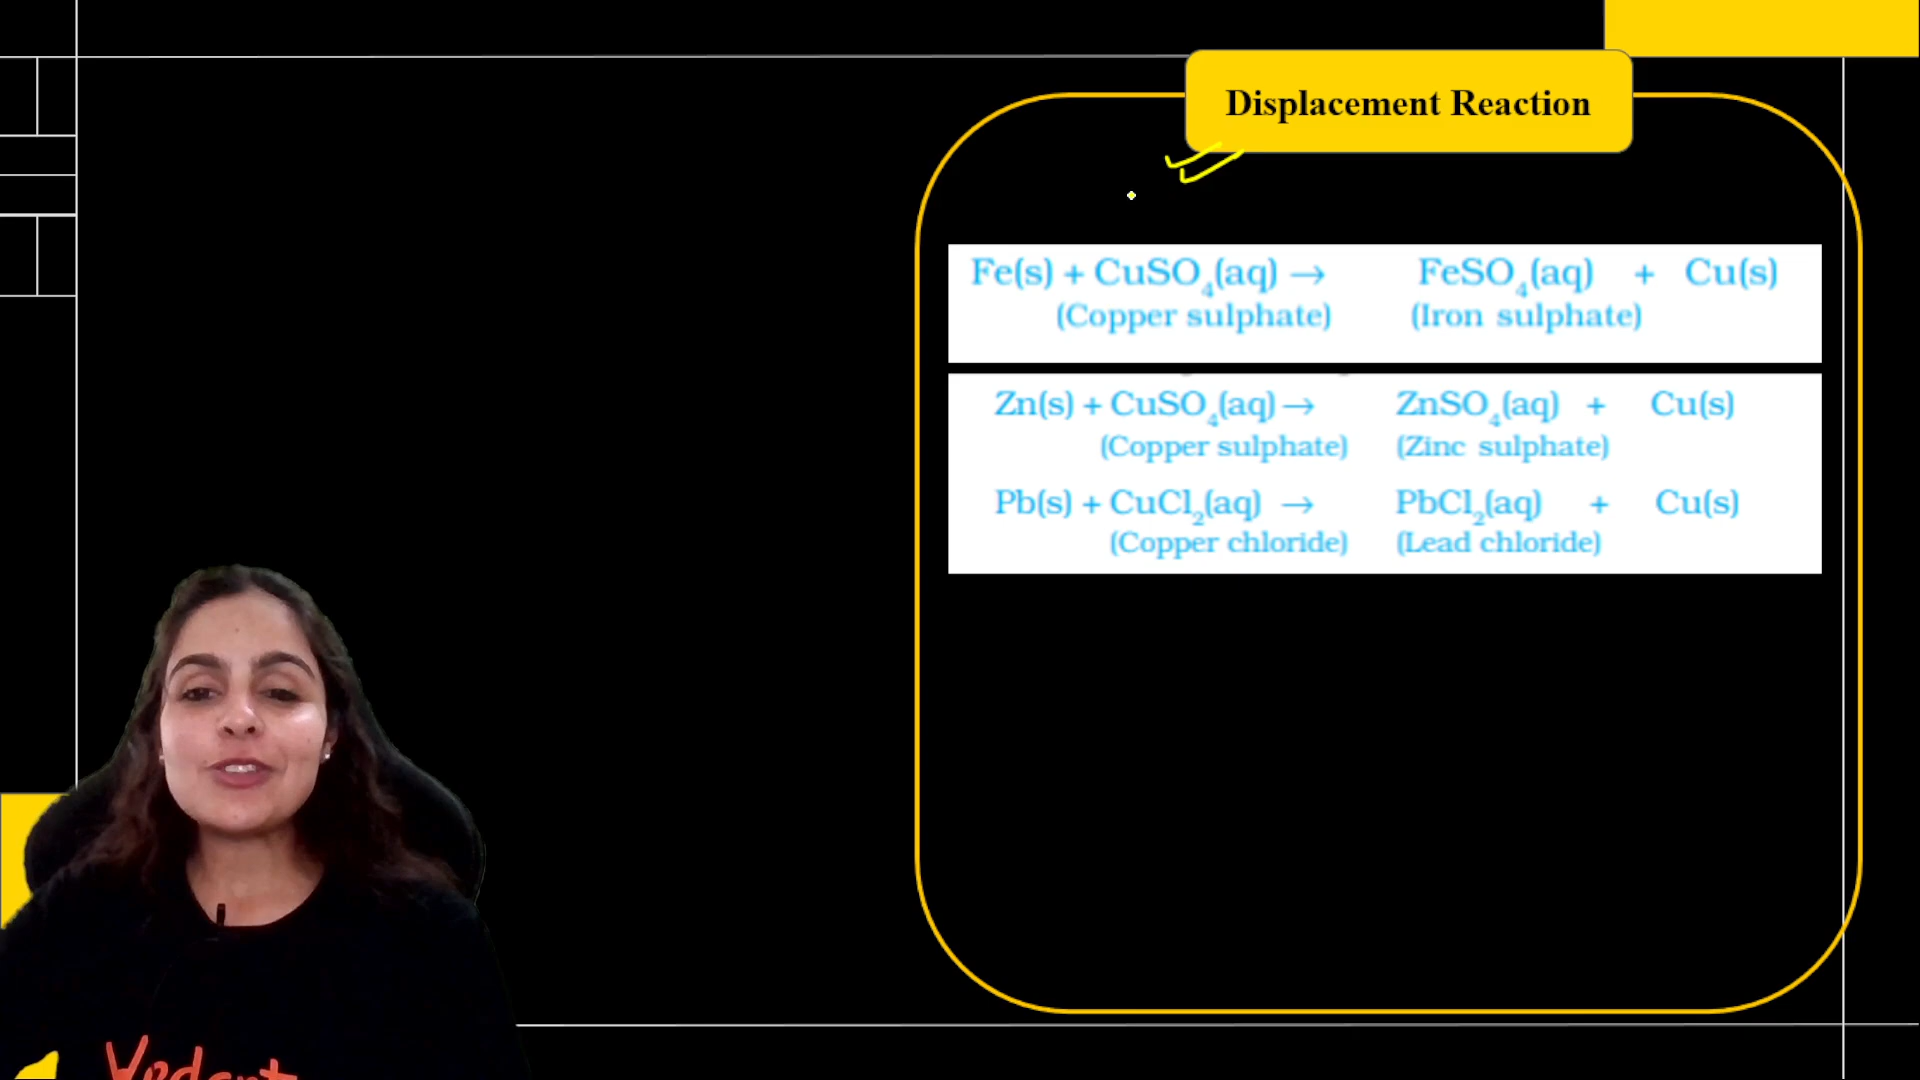 Displacement Reaction
Fe(s) + CuSO₄(aq) → FeSO₄(aq) + Cu(s)
(Copper sulphate) (Iron sulphate)
Zn(s) + CuSO₄(aq) → ZnSO₄(aq) + Cu(s)
(Copper sulphate) (Zinc sulphate)
Pb(s) + CuCl₂(aq) → PbCl₂(aq) + Cu(s)
(Copper chloride) (Lead chloride)